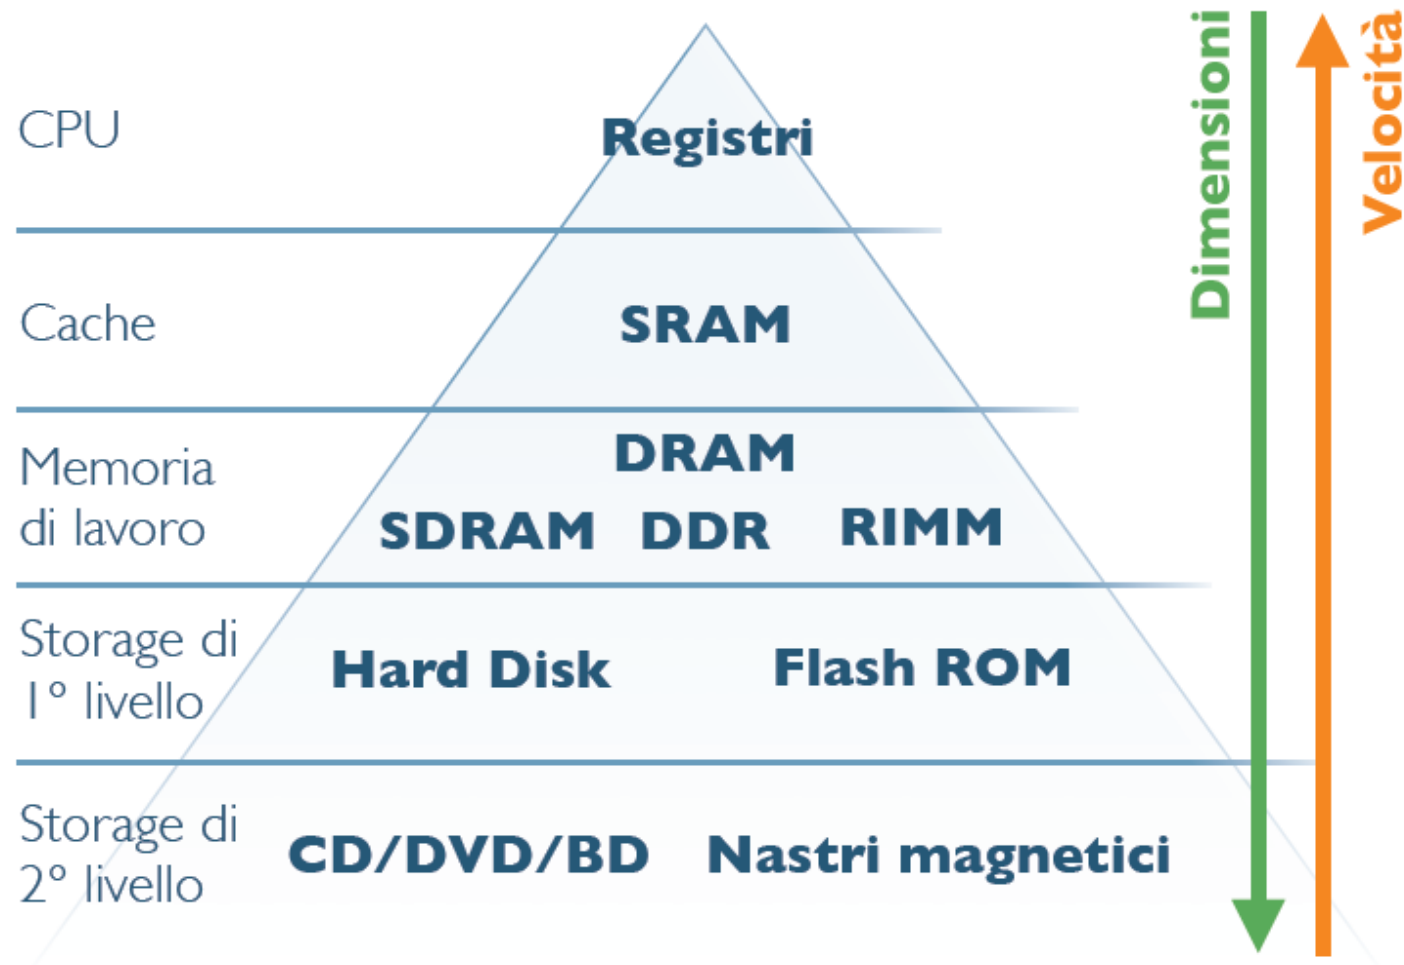 CPU
Registri
Cache
SRAM
Memoria
di lavoro
DRAM
SDRAM DDR RIMM
Storage di
1° livello
Hard Disk Flash ROM
Storage di
2° livello
CD/DVD/BD Nastri magnetici
Dimensioni
Velocità